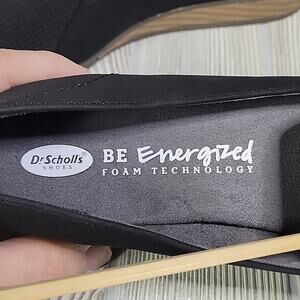 Dr Scholl's
SHOES
BE Energized
FOAM TECHNOLOGY